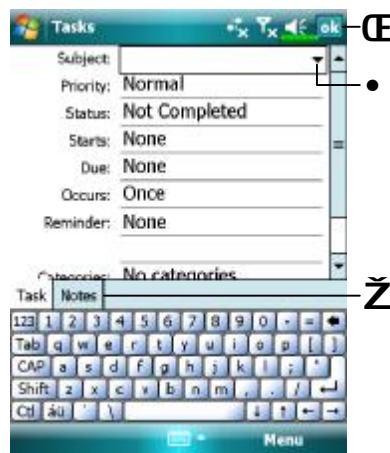 Tasks ok Œ
Subject:
•
Priority: Normal
Status: Not Completed
Starts: None
Due: None
Occurs: Once
Reminder: None
Categories: No categories
Task Notes Ž
123 1 2 3 4 5 6 7 8 9 0 - =
Tab q w e r t y u i o p [ ]
CAP a s d f g h j k l ; '
Shift z x c v b n m , . /
Ctl áü ` \
Menu